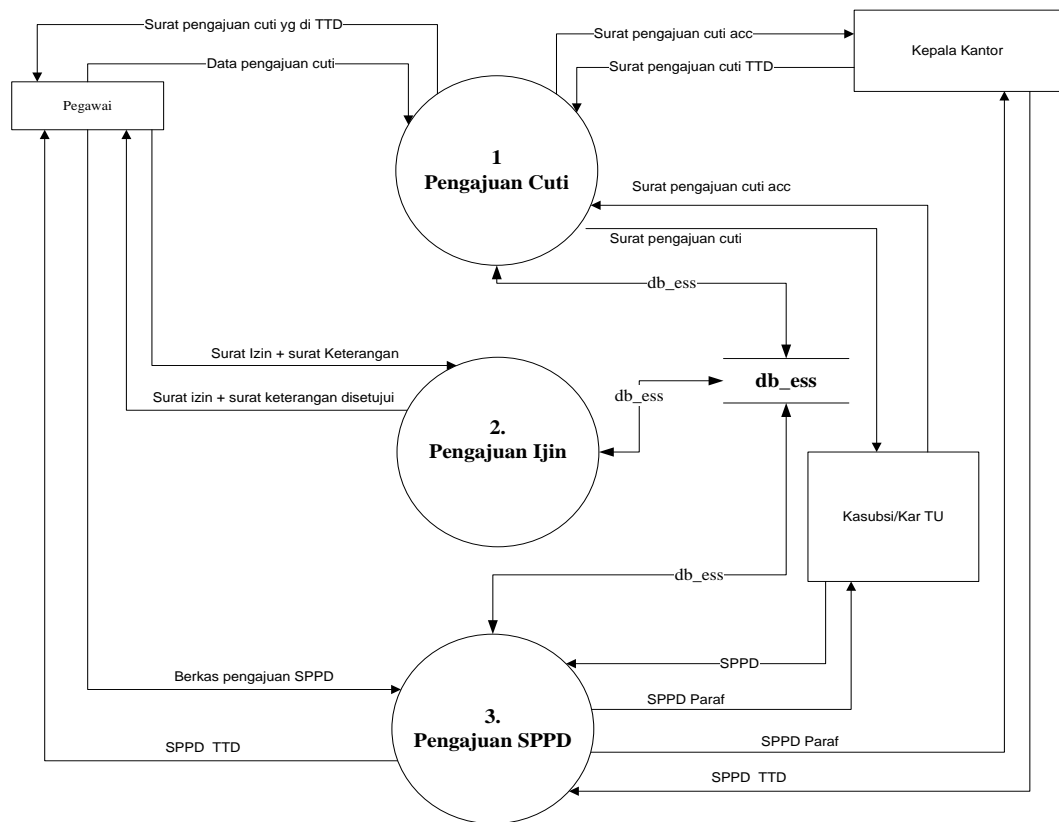 Surat pengajuan cuti yg di TTD
Surat pengajuan cuti acc
Kepala Kantor
Data pengajuan cuti
Surat pengajuan cuti TTD
Pegawai
1
Pengajuan Cuti
Surat pengajuan cuti acc
Surat pengajuan cuti
db_ess
Surat Izin + surat Keterangan
db_ess
db_ess
Surat izin + surat keterangan disetujui
2.
Pengajuan Ijin
Kasubsi/Kar TU
db_ess
SPPD
Berkas pengajuan SPPD
SPPD Paraf
3.
Pengajuan SPPD
SPPD TTD
SPPD Paraf
SPPD TTD